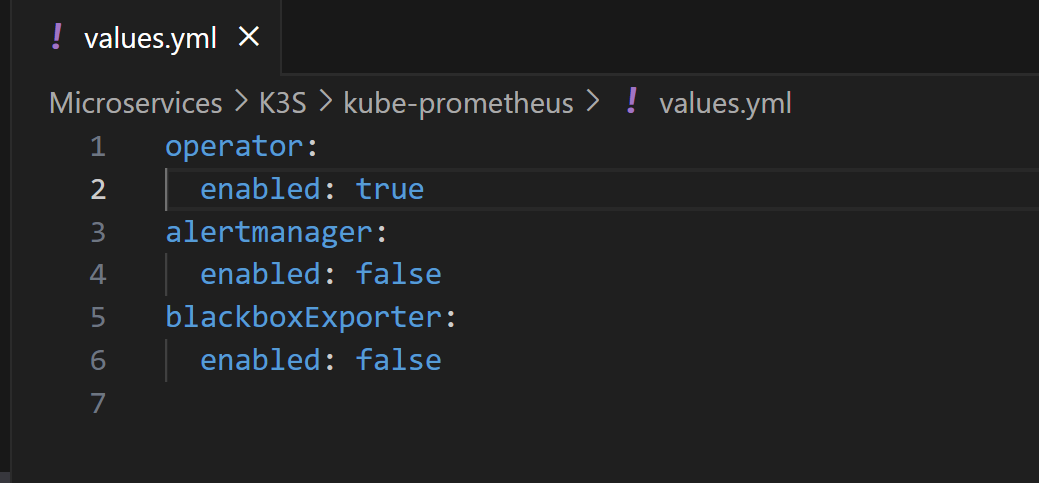 ! values.yml ×
Microservices > K3S > kube-prometheus > ! values.yml
1 operator:
2   enabled: true
3 alertmanager:
4   enabled: false
5 blackboxExporter:
6   enabled: false
7